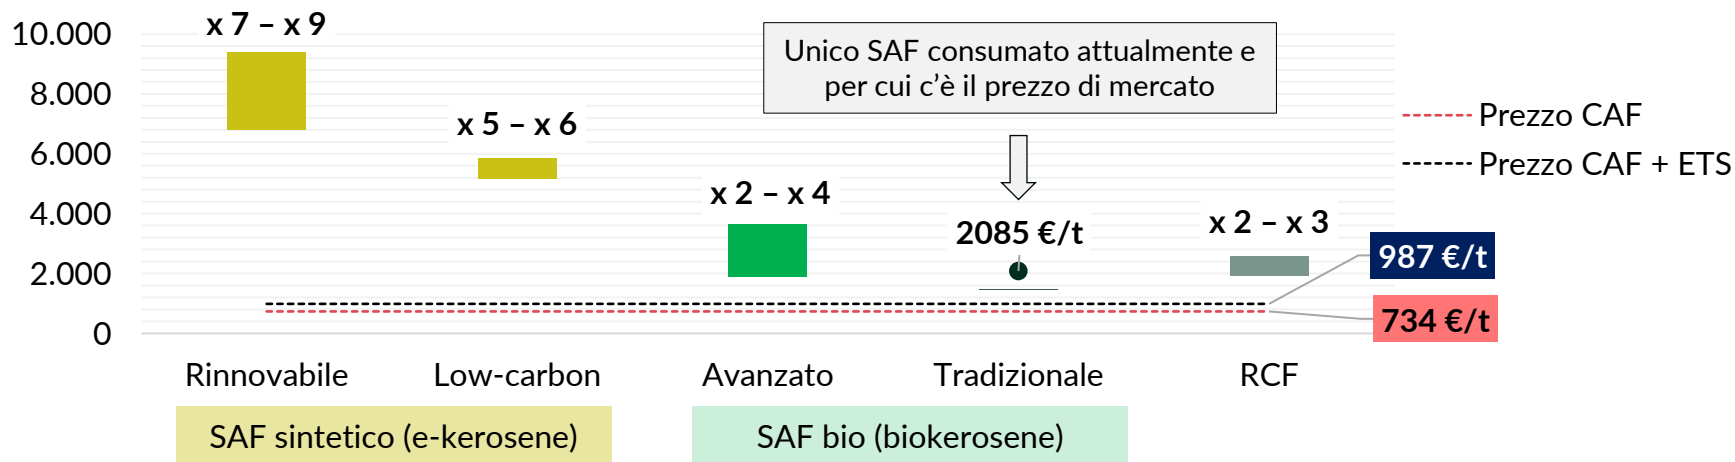 10.000
8.000
6.000
4.000
2.000
0
x 7 – x 9
x 5 – x 6
x 2 – x 4
Unico SAF consumato attualmente e
per cui c’è il prezzo di mercato
2085 €/t
x 2 – x 3
Prezzo CAF
Prezzo CAF + ETS
987 €/t
734 €/t
Rinnovabile
Low-carbon
Avanzato
Tradizionale
RCF
SAF sintetico (e-kerosene)
SAF bio (biokerosene)